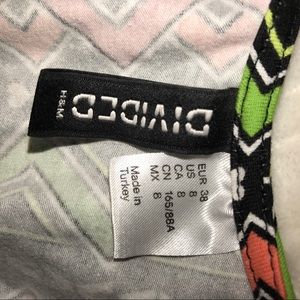 DIVIDED
H&M
EUR 38
US 8
CA 8
CN 165/88A
MX 8
Made in
Turkey